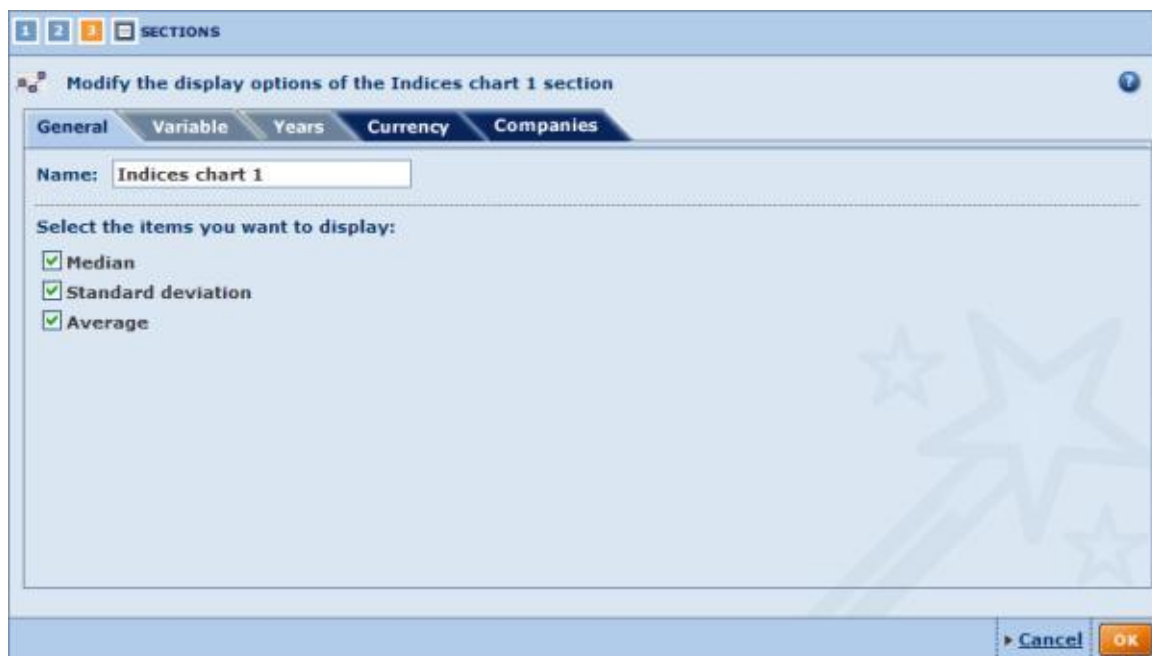 1 2 3 SECTIONS
Modify the display options of the Indices chart 1 section ?
General Variable Years Currency Companies
Name: Indices chart 1
Select the items you want to display:
Median
Standard deviation
Average
Cancel OK